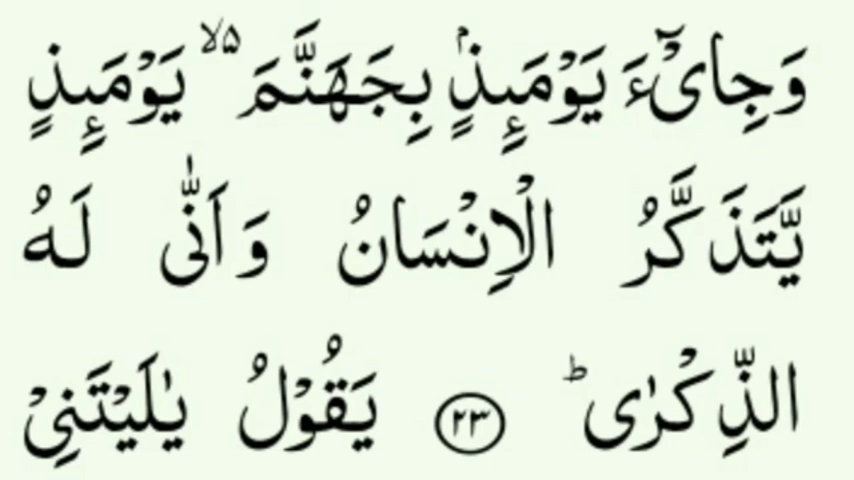 وَجِایْٓءَ یَوْمَىِٕذٍۭ بِجَهَنَّمَ ۙ۬ یَوْمَىِٕذٍ
یَّتَذَكَّرُ الْاِنْسَانُ وَ اَنّٰی لَهُ
الذِّكْرٰی ؕ ﴿۲۳﴾ یَقُوْلُ یٰلَیْتَنِیْ